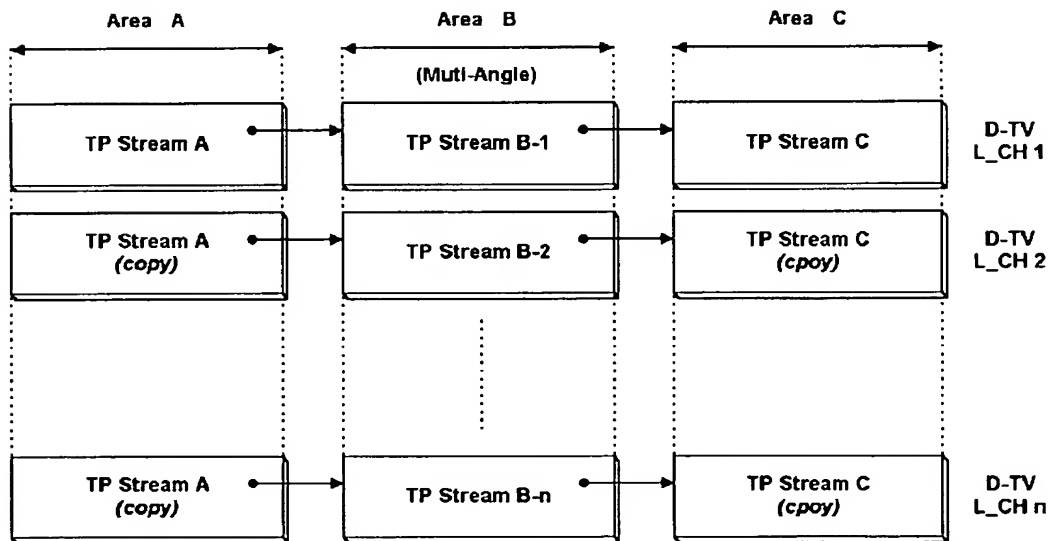 Area A
Area B
Area C
(Muti-Angle)
TP Stream A
TP Stream B-1
TP Stream C
D-TV
L_CH 1
TP Stream A
(copy)
TP Stream B-2
TP Stream C
(cpoy)
D-TV
L_CH 2
TP Stream A
(copy)
TP Stream B-n
TP Stream C
(cpoy)
D-TV
L_CH n